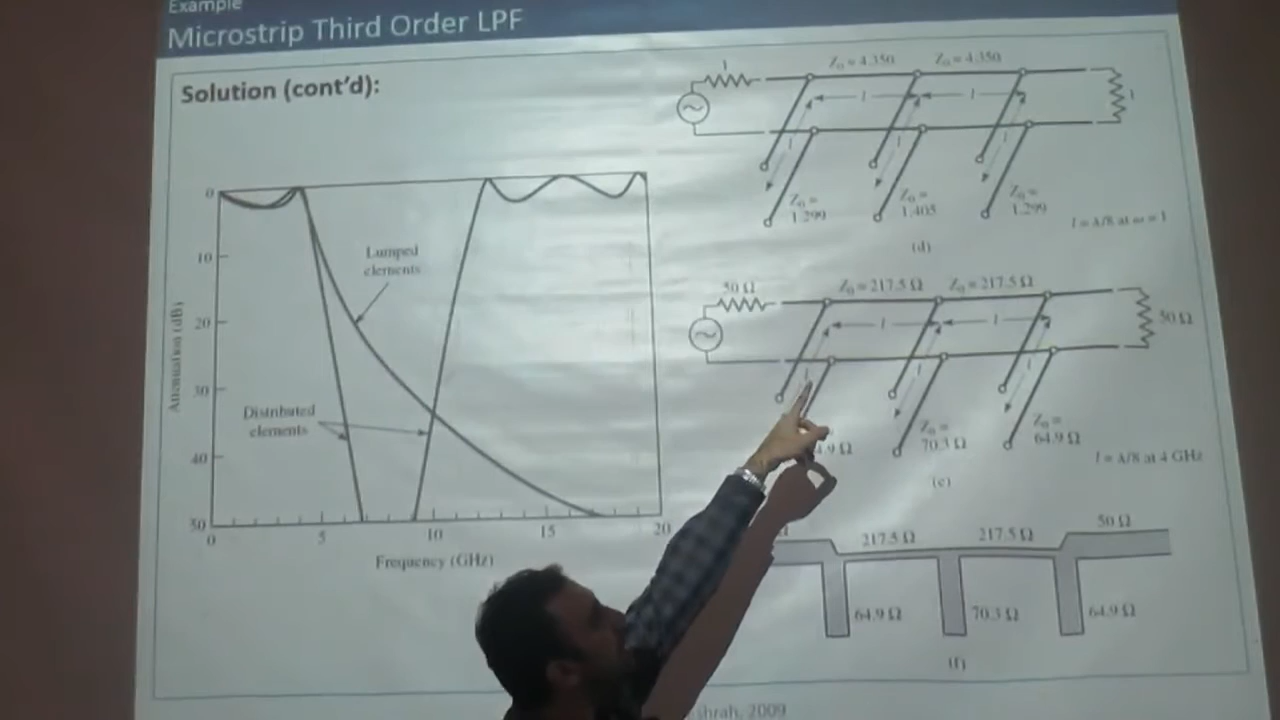 Example
Microstrip Third Order LPF
Solution (cont'd):
Attenuation (dB)
0
10
20
30
40
50
0
5
10
15
20
Frequency (GHz)
Lumped
elements
Distributed
elements
1
Z₀ = 4.350
Z₀ = 4.350
l
l
1
l
l
l
Z₀ =
1.299
Z₀ =
1.405
Z₀ =
1.299
l = λ/8 at ω = 1
(d)
50 Ω
Z₀ = 217.5 Ω
Z₀ = 217.5 Ω
l
l
50 Ω
l
l
l
Z₀ =
70.3 Ω
Z₀ =
64.9 Ω
l = λ/8 at 4 GHz
(e)
217.5 Ω
217.5 Ω
50 Ω
64.9 Ω
70.3 Ω
64.9 Ω
(f)
2009